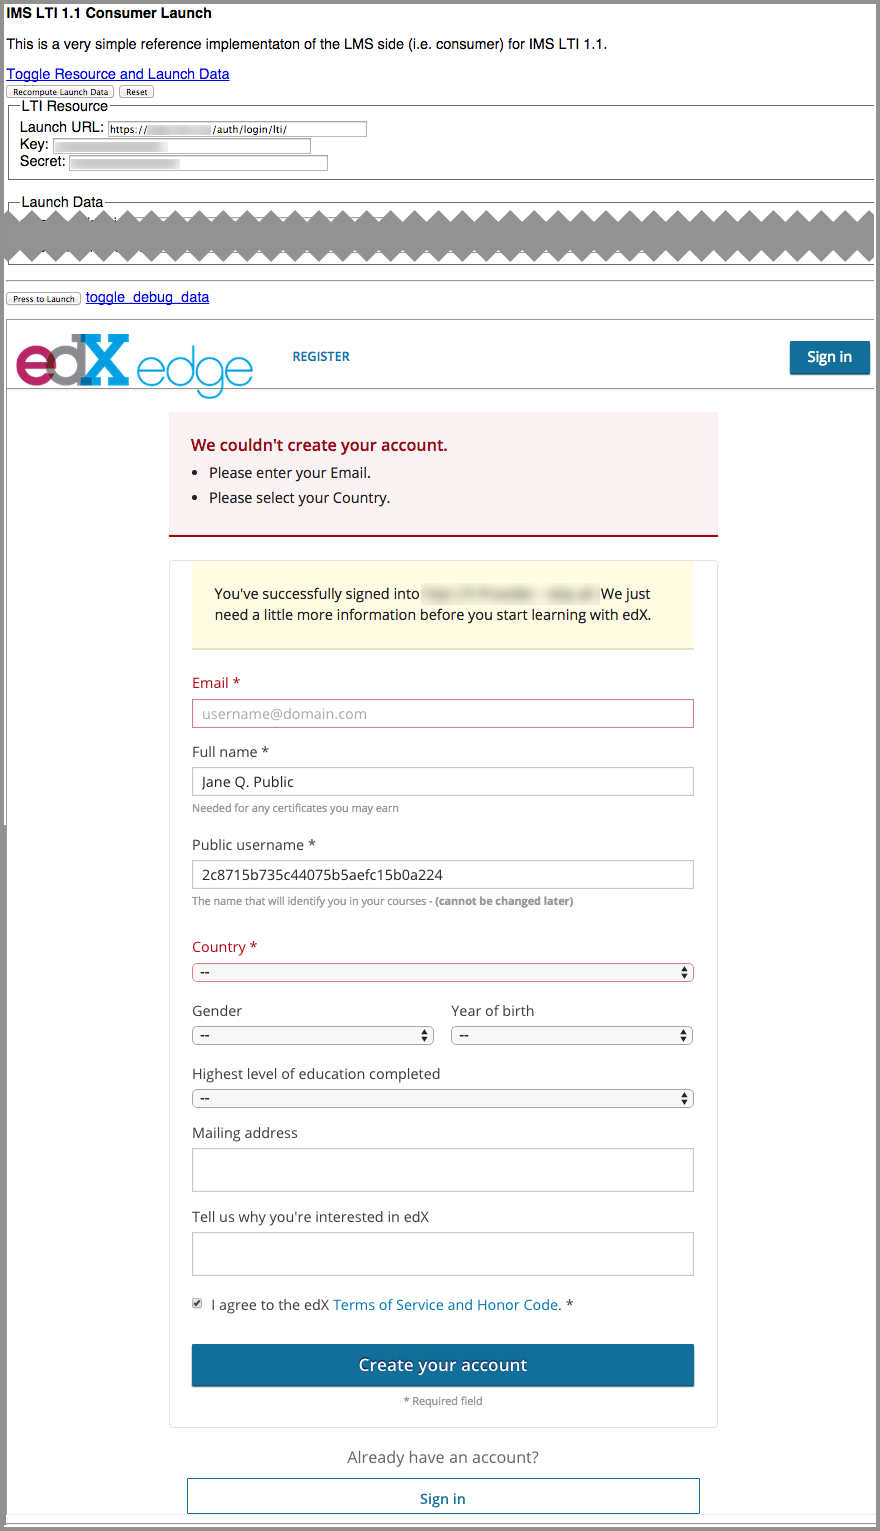 IMS LTI 1.1 Consumer Launch
This is a very simple reference implementaton of the LMS side (i.e. consumer) for IMS LTI 1.1.
Toggle Resource and Launch Data
Recompute Launch Data Reset
LTI Resource
Launch URL: https:// /auth/login/lti/
Key:
Secret:
Launch Data
Press to Launch toggle_debug_data
edX edge REGISTER Sign in
We couldn't create your account.
• Please enter your Email.
• Please select your Country.
You've successfully signed into We just
need a little more information before you start learning with edX.
Email *
username@domain.com
Full name *
Jane Q. Public
Needed for any certificates you may earn
Public username *
2c8715b735c44075b5aefc15b0a224
The name that will identify you in your courses - (cannot be changed later)
Country *
--
Gender Year of birth
-- --
Highest level of education completed
--
Mailing address
Tell us why you're interested in edX
I agree to the edX Terms of Service and Honor Code. *
Create your account
* Required field
Already have an account?
Sign in